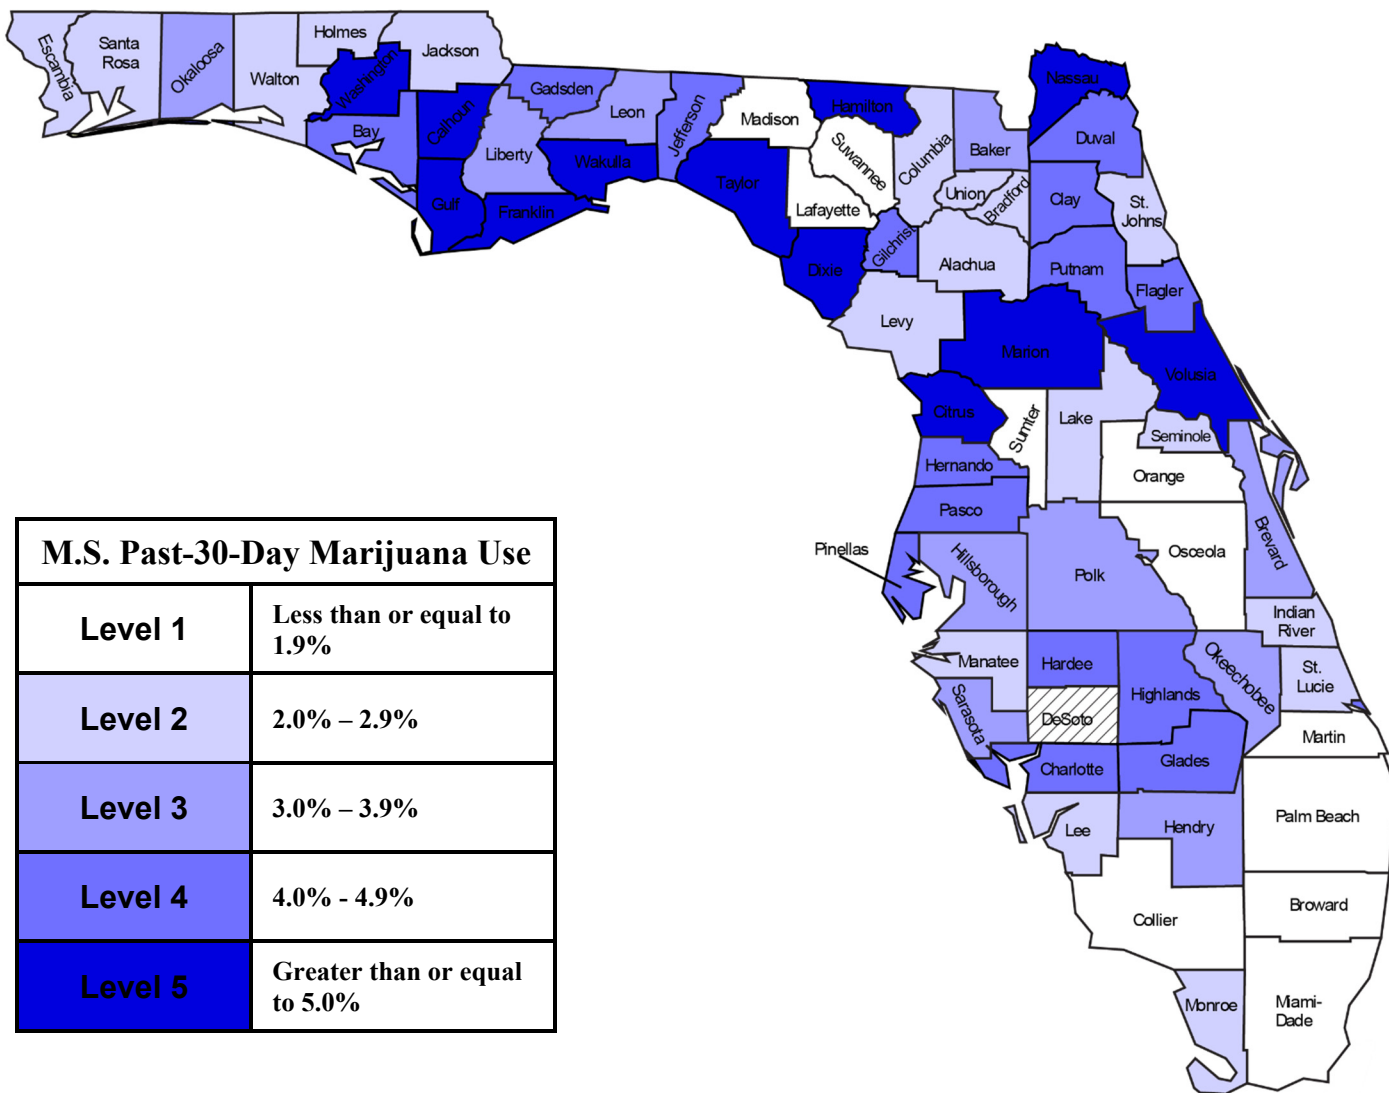 Escambia
Santa
Rosa
Okaloosa
Walton
Holmes
Washington
Jackson
Bay
Calhoun
Gulf
Gadsden
Liberty
Franklin
Leon
Wakulla
Jefferson
Madison
Taylor
Hamilton
Suwannee
Lafayette
Dixie
Columbia
Gilchrist
Baker
Union
Bradford
Alachua
Levy
Nassau
Duval
Clay
St.
Johns
Putnam
Flagler
Marion
Volusia
Citrus
Sumter
Lake
Seminole
Orange
Hernando
Pasco
Pinellas
Hillsborough
Polk
Osceola
Brevard
Indian
River
Manatee
Hardee
Highlands
Okeechobee
St.
Lucie
Sarasota
DeSoto
Martin
Charlotte
Glades
Lee
Hendry
Palm Beach
Collier
Broward
Monroe
Miami-
Dade
M.S. Past-30-Day Marijuana Use
Level 1
Less than or equal to
1.9%
Level 2
2.0% – 2.9%
Level 3
3.0% – 3.9%
Level 4
4.0% - 4.9%
Level 5
Greater than or equal
to 5.0%